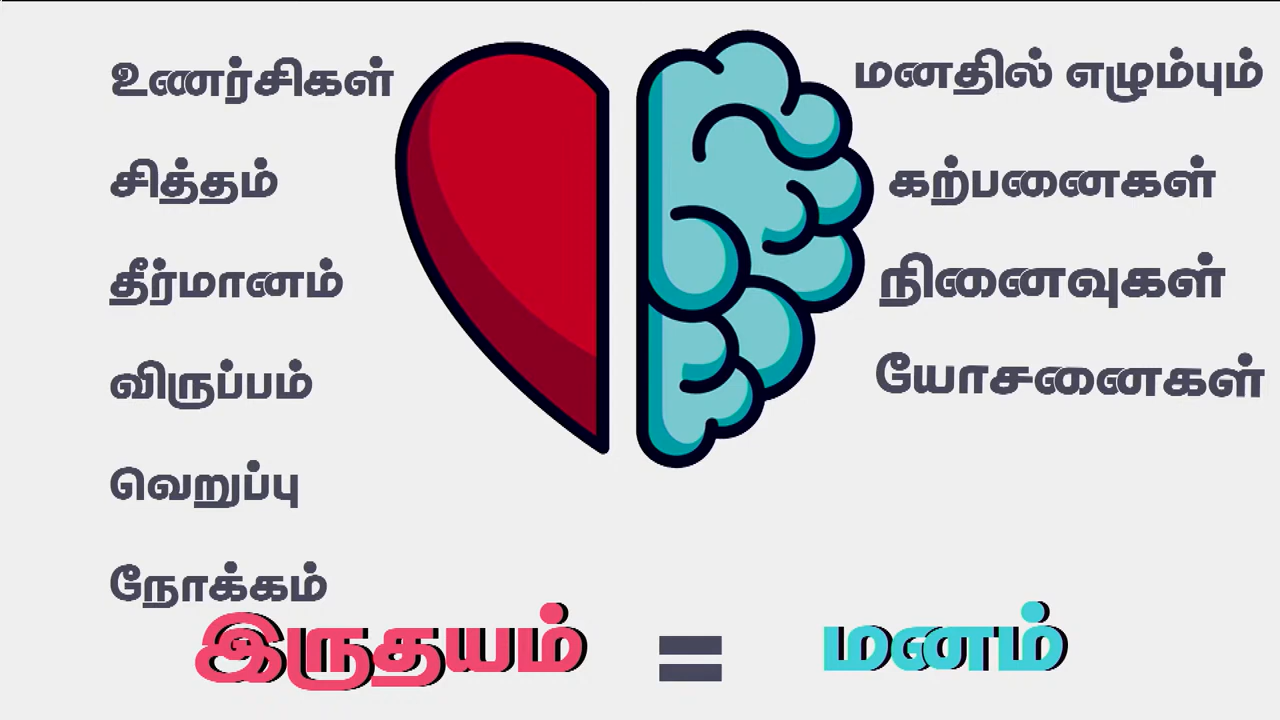 உணர்சிகள்
சித்தம்
தீர்மானம்
விருப்பம்
வெறுப்பு
நோக்கம்
மனதில் எழும்பும்
கற்பனைகள்
நினைவுகள்
யோசனைகள்
இருதயம் = மனம்